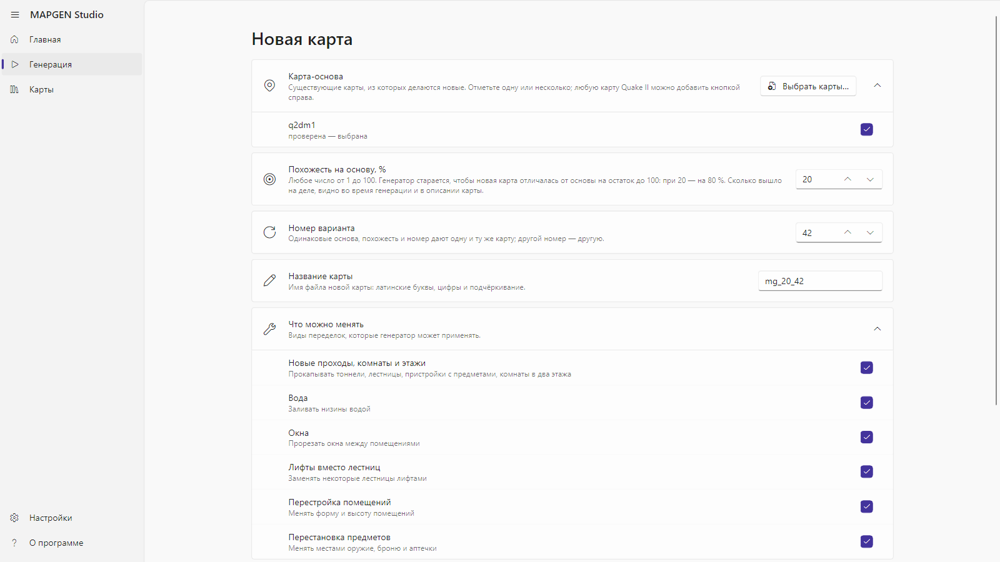 MAPGEN Studio
Главная
Генерация
Карты
Настройки
О программе
Новая карта
Карта-основа
Существующие карты, из которых делаются новые. Отметьте одну или несколько; любую карту Quake II можно добавить кнопкой
справа.
Выбрать карты...
q2dm1
проверена — выбрана
Похожесть на основу, %
Любое число от 1 до 100. Генератор старается, чтобы новая карта отличалась от основы на остаток до 100: при 20 — на 80 %. Сколько вышло
на деле, видно во время генерации и в описании карты.
20
Номер варианта
Одинаковые основа, похожесть и номер дают одну и ту же карту; другой номер — другую.
42
Название карты
Имя файла новой карты: латинские буквы, цифры и подчёркивание.
mg_20_42
Что можно менять
Виды переделок, которые генератор может применять.
Новые проходы, комнаты и этажи
Прокапывать тоннели, лестницы, пристройки с предметами, комнаты в два этажа
Вода
Заливать низины водой
Окна
Прорезать окна между помещениями
Лифты вместо лестниц
Заменять некоторые лестницы лифтами
Перестройка помещений
Менять форму и высоту помещений
Перестановка предметов
Менять местами оружие, броню и аптечки